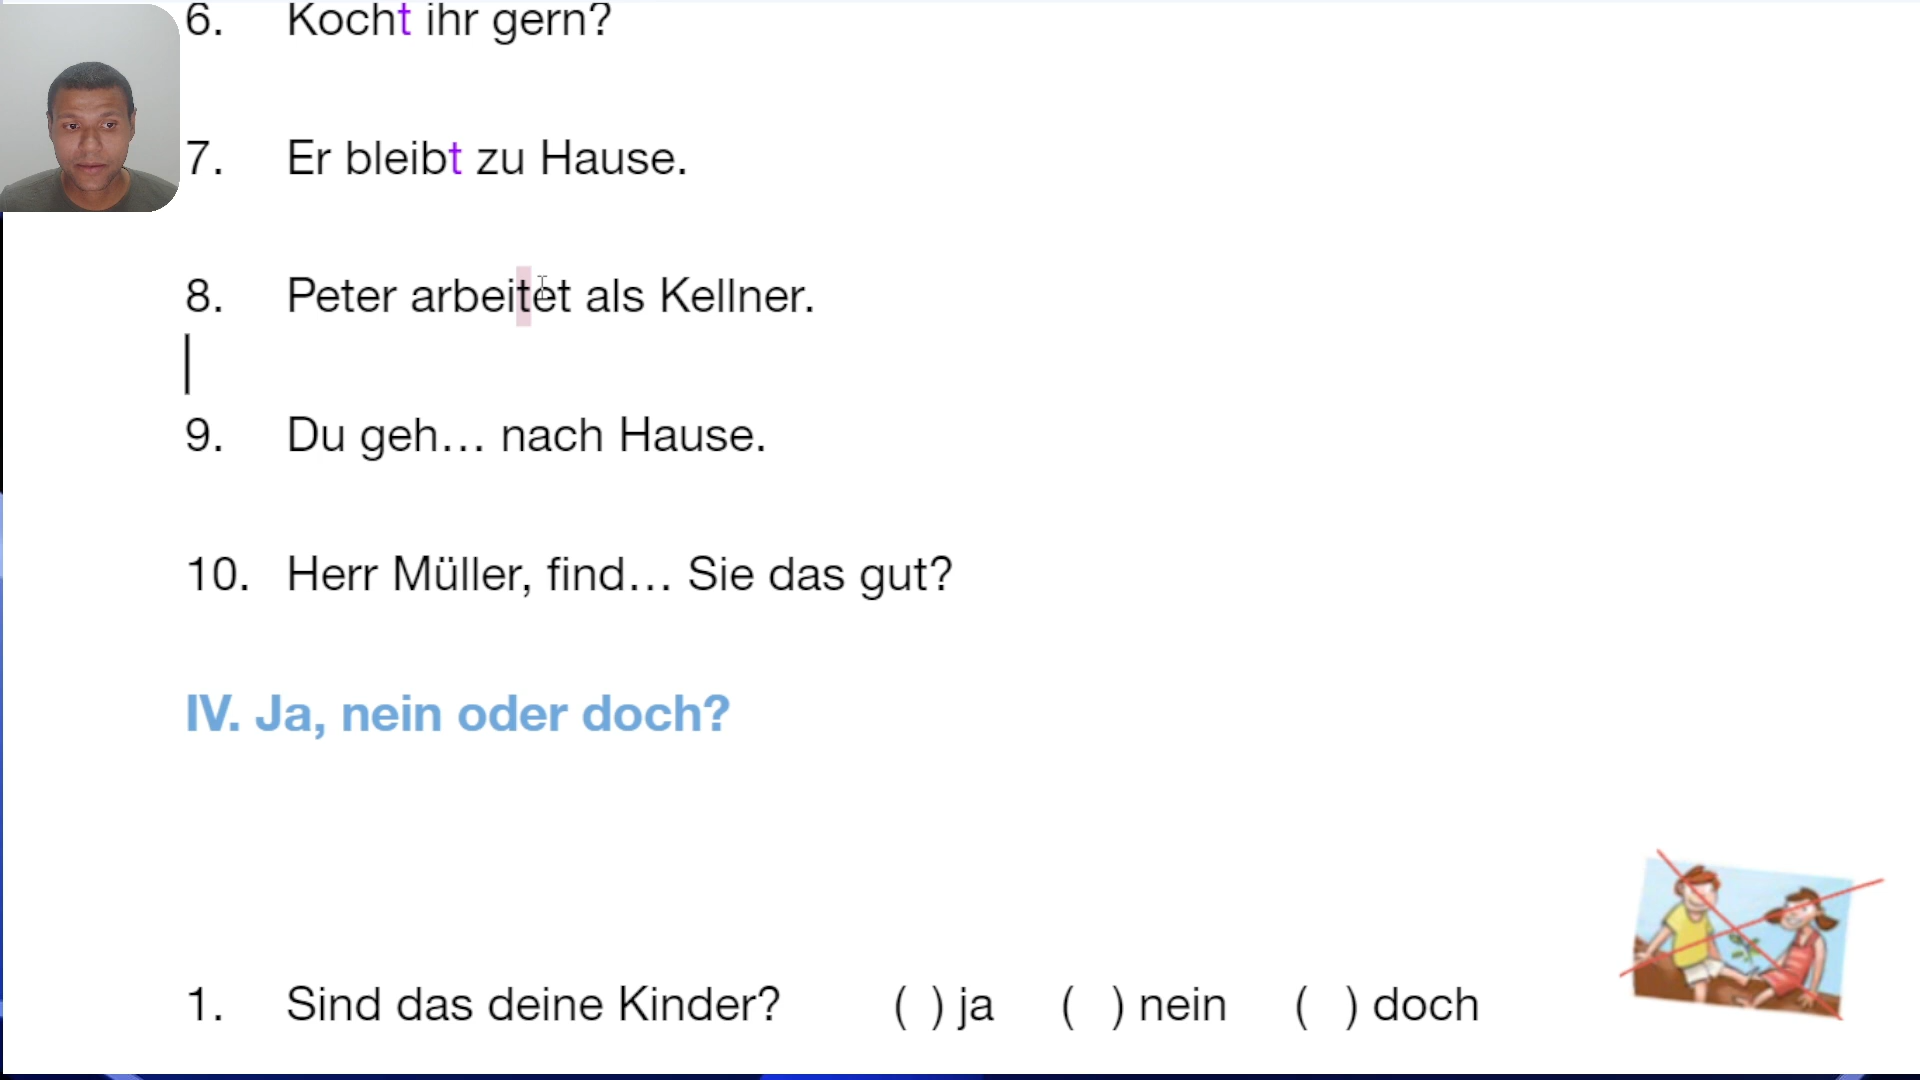 6. Kocht ihr gern?
7. Er bleibt zu Hause.
8. Peter arbeitet als Kellner.
9. Du geh… nach Hause.
10. Herr Müller, find… Sie das gut?
IV. Ja, nein oder doch?
1. Sind das deine Kinder? ( ) ja ( ) nein ( ) doch